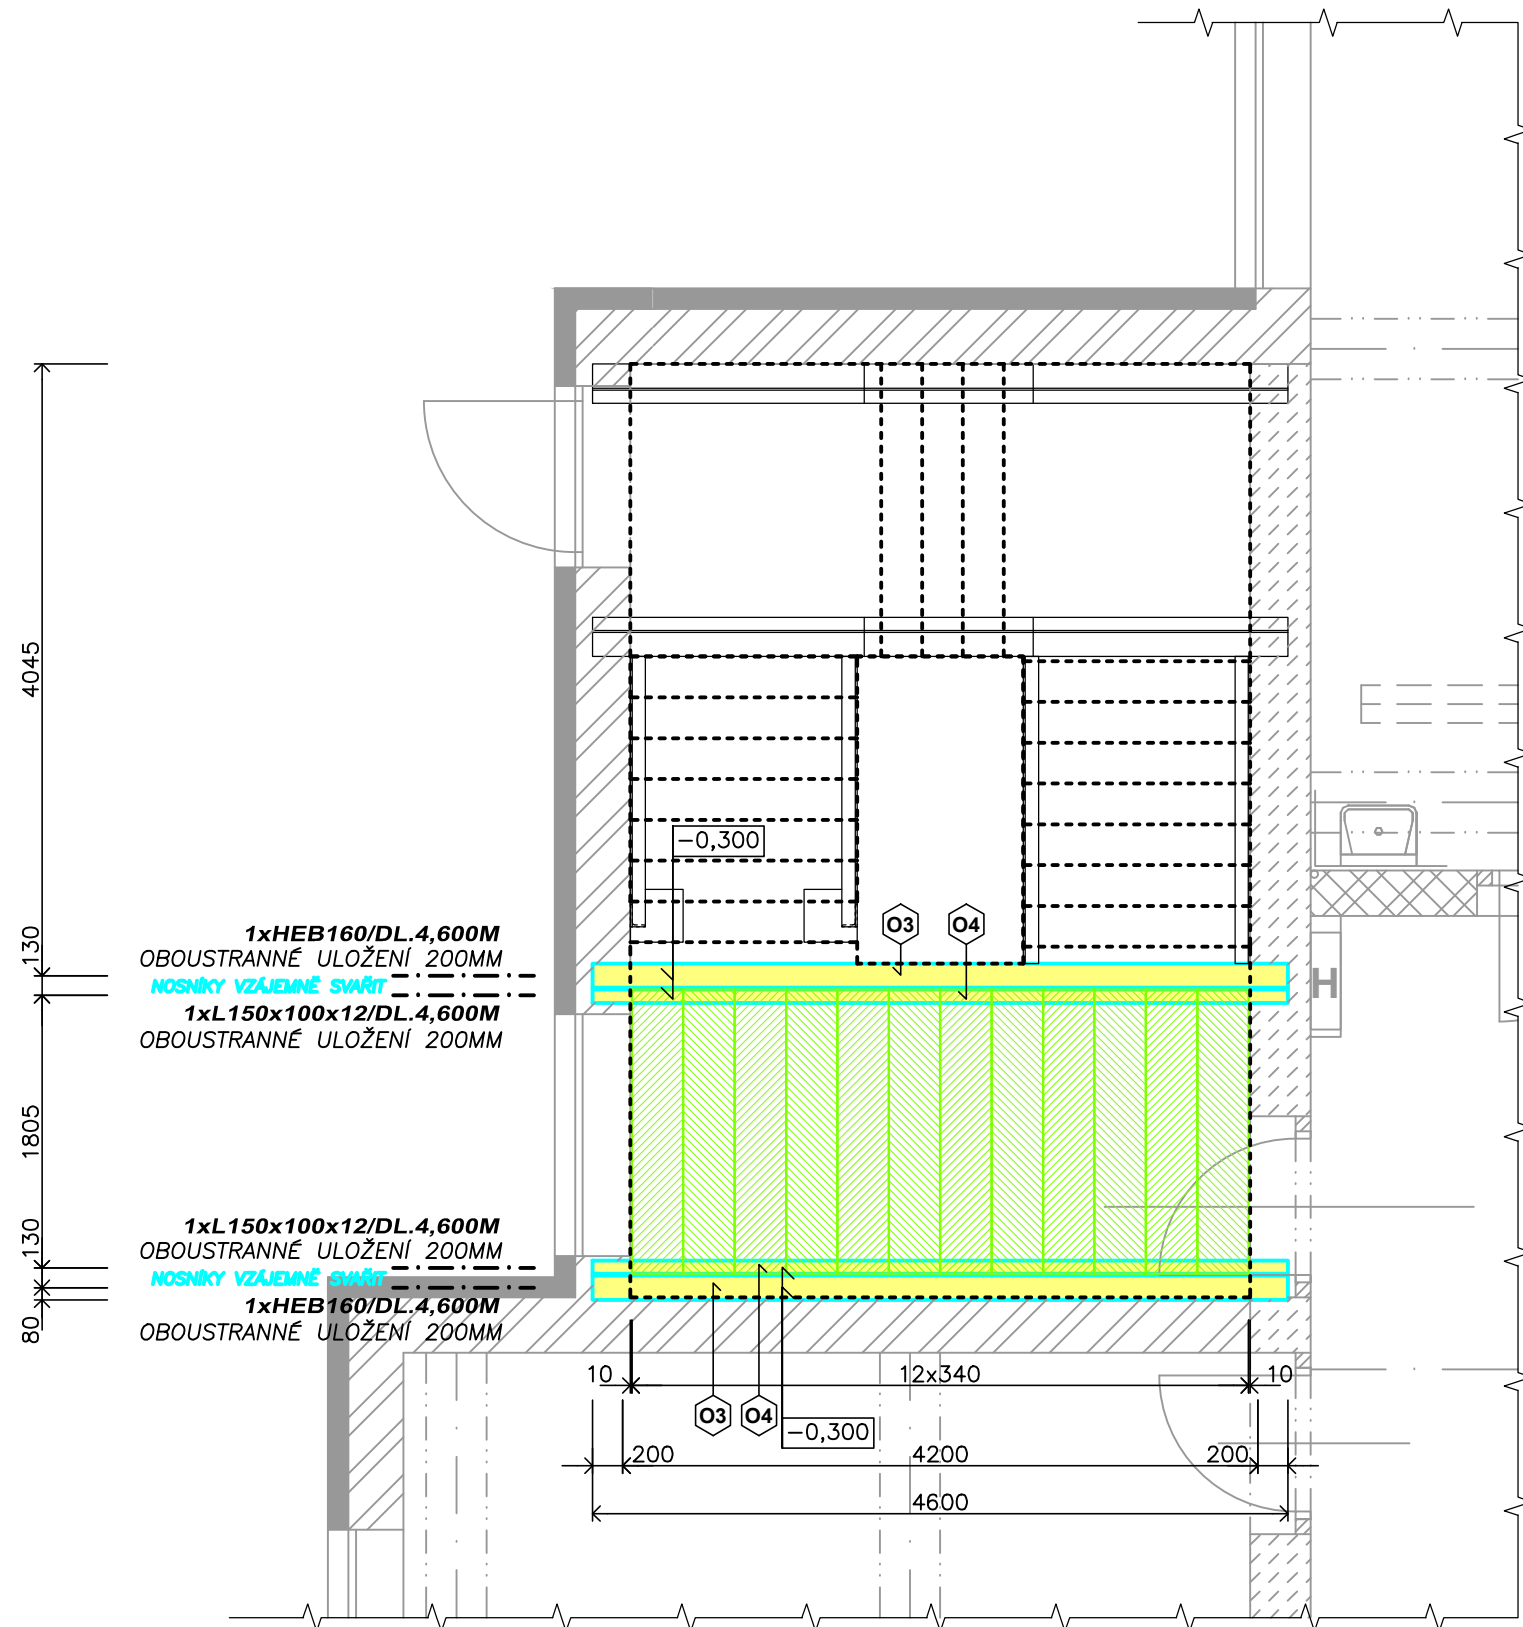 4045
-0,300
O3
O4
130
1xHEB160/DL.4,600M
OBOUSTRANNÉ ULOŽENÍ 200MM
NOSNÍKY VZÁJEMNĚ SVAŘIT
1xL150x100x12/DL.4,600M
OBOUSTRANNÉ ULOŽENÍ 200MM
H
1805
130
1xL150x100x12/DL.4,600M
OBOUSTRANNÉ ULOŽENÍ 200MM
NOSNÍKY VZÁJEMNĚ SVAŘIT
1xHEB160/DL.4,600M
OBOUSTRANNÉ ULOŽENÍ 200MM
80
10
12x340
10
O3
O4
-0,300
200
4200
200
4600